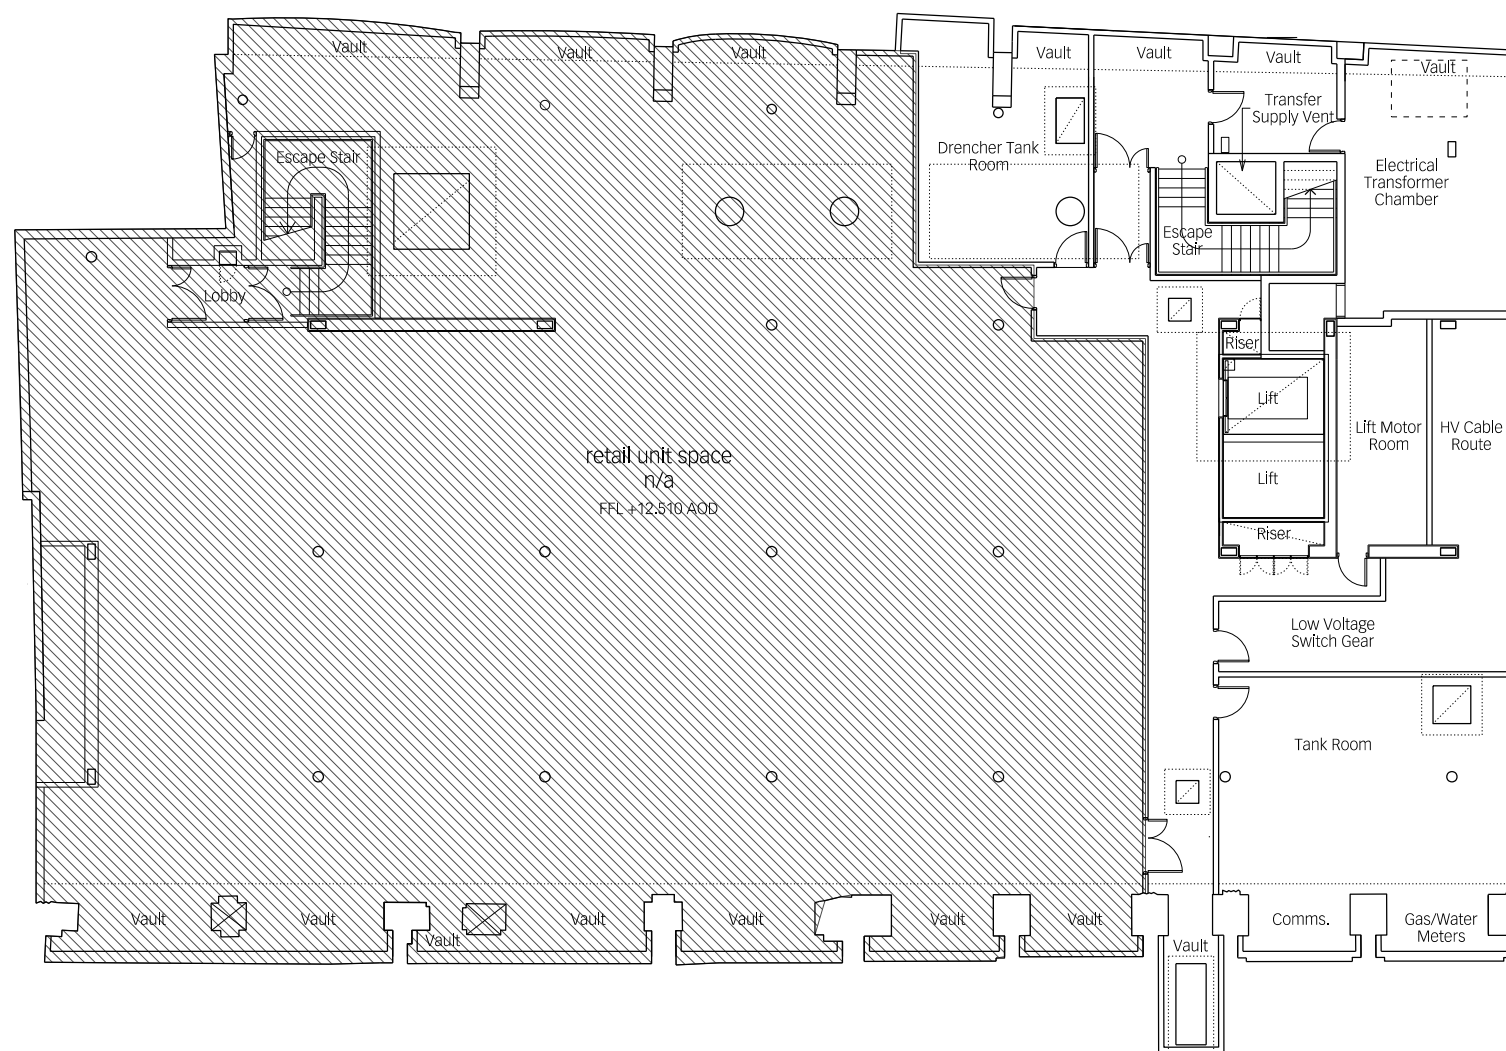 Vault
Vault
Vault
Vault
Vault
Vault
Vault
Transfer
Supply Vent
Escape Stair
Drencher Tank
Room
Electrical
Transformer
Chamber
Escape
Stair
Lobby
Riser
Lift
Lift Motor
Room
HV Cable
Route
retail unit space
n/a
FFL +12.510 AOD
Lift
Riser
Low Voltage
Switch Gear
Tank Room
Vault
Vault
Vault
Vault
Vault
Vault
Vault
Vault
Comms.
Gas/Water
Meters